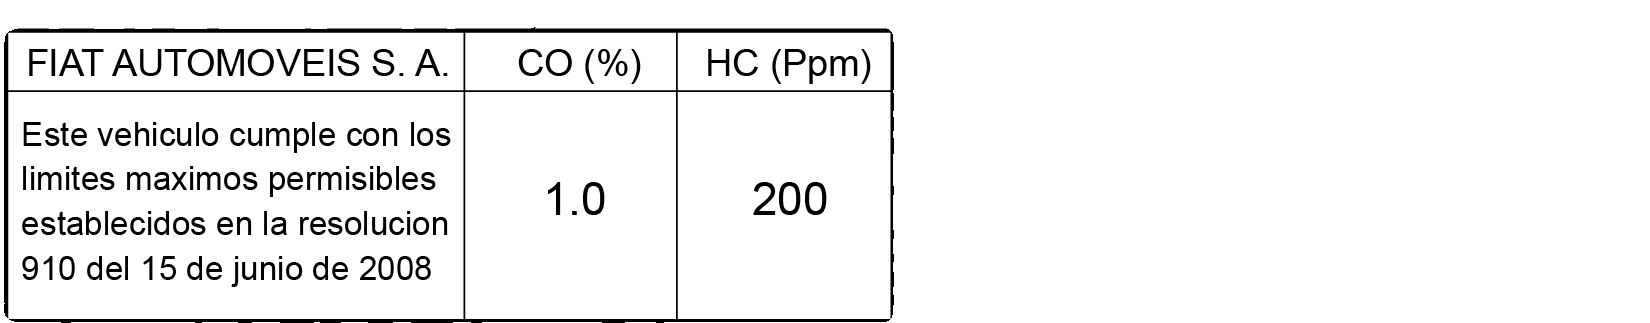 FIAT AUTOMOVEIS S. A. CO (%) HC (Ppm)
Este vehiculo cumple con los
limites maximos permisibles
establecidos en la resolucion
910 del 15 de junio de 2008
1.0 200